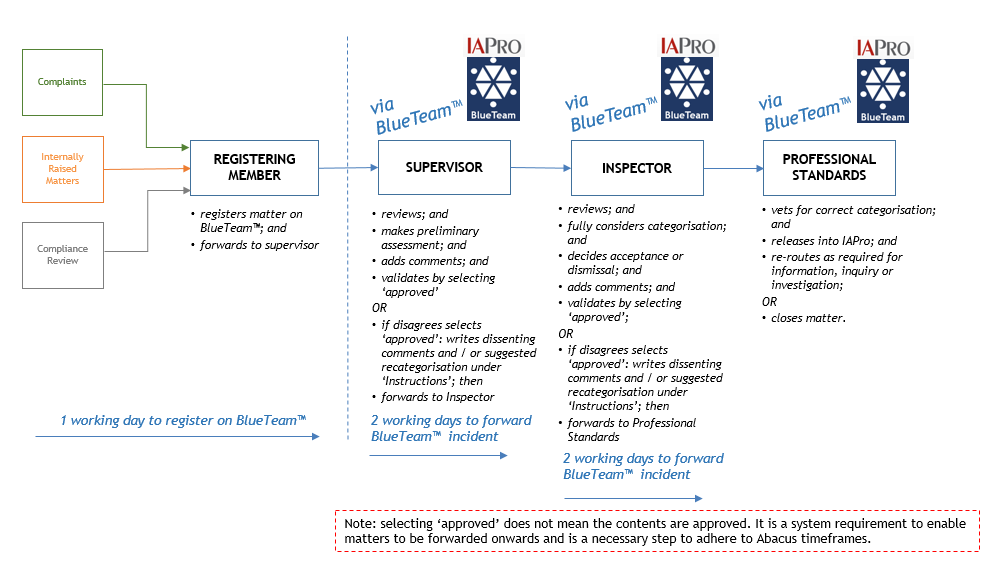 Complaints
Internally
Raised
Matters
Compliance
Review
REGISTERING
MEMBER
• registers matter on
BlueTeam™; and
• forwards to supervisor
1 working day to register on BlueTeam™
IAPRO
BlueTeam
via
BlueTeam™
SUPERVISOR
• reviews; and
• makes preliminary
assessment; and
• adds comments; and
• validates by selecting
‘approved’
OR
• if disagrees selects
‘approved’: writes dissenting
comments and / or suggested
recategorisation under
‘Instructions’; then
• forwards to Inspector
2 working days to forward
BlueTeam™ incident
IAPRO
BlueTeam
via
BlueTeam™
INSPECTOR
• reviews; and
• fully considers categorisation;
and
• decides acceptance or
dismissal; and
• adds comments; and
• validates by selecting
‘approved’;
OR
• if disagrees selects
‘approved’: writes dissenting
comments and / or suggested
recategorisation under
‘Instructions’; then
• forwards to Professional
Standards
2 working days to forward
BlueTeam™ incident
IAPRO
BlueTeam
via
BlueTeam™
PROFESSIONAL
STANDARDS
• vets for correct categorisation;
and
• releases into IAPro; and
• re-routes as required for
information, inquiry or
investigation;
OR
• closes matter.
Note: selecting ‘approved’ does not mean the contents are approved. It is a system requirement to enable
matters to be forwarded onwards and is a necessary step to adhere to Abacus timeframes.